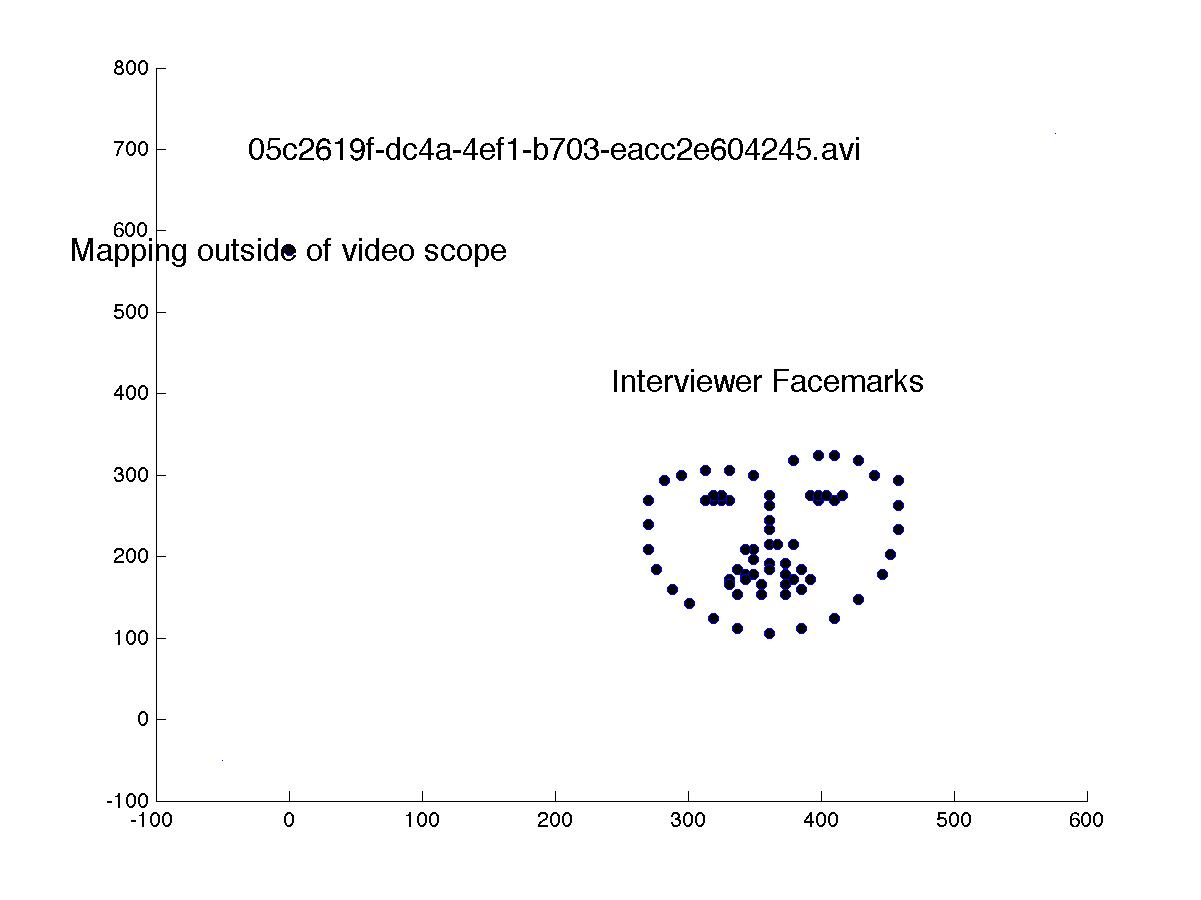 800
700
05c2619f-dc4a-4ef1-b703-eacc2e604245.avi
600
Mapping outside of video scope
500
400
Interviewer Facemarks
300
200
100
0
-100
-100 0 100 200 300 400 500 600